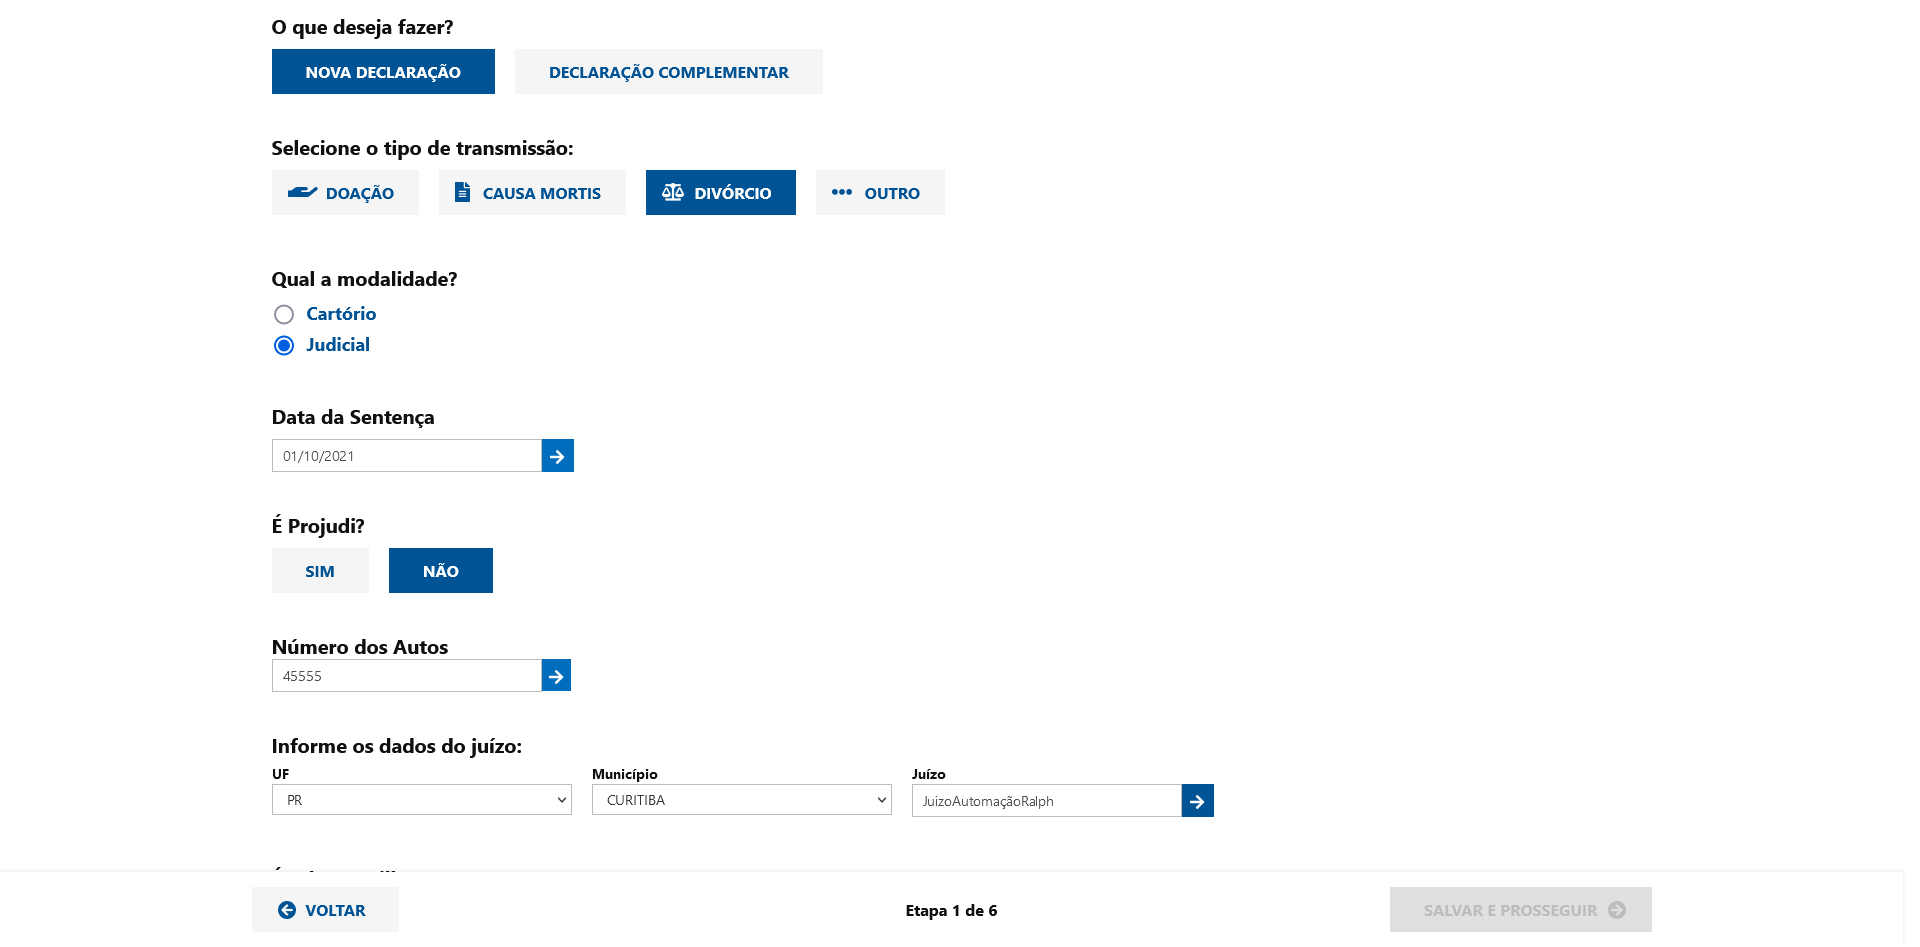 O que deseja fazer?
NOVA DECLARAÇÃO DECLARAÇÃO COMPLEMENTAR
Selecione o tipo de transmissão:
DOAÇÃO CAUSA MORTIS DIVÓRCIO OUTRO
Qual a modalidade?
Cartório
Judicial
Data da Sentença
01/10/2021
É Projudi?
SIM NÃO
Número dos Autos
45555
Informe os dados do juízo:
UF Município Juízo
PR CURITIBA JuizoAutomaçãoRalph
VOLTAR Etapa 1 de 6 SALVAR E PROSSEGUIR